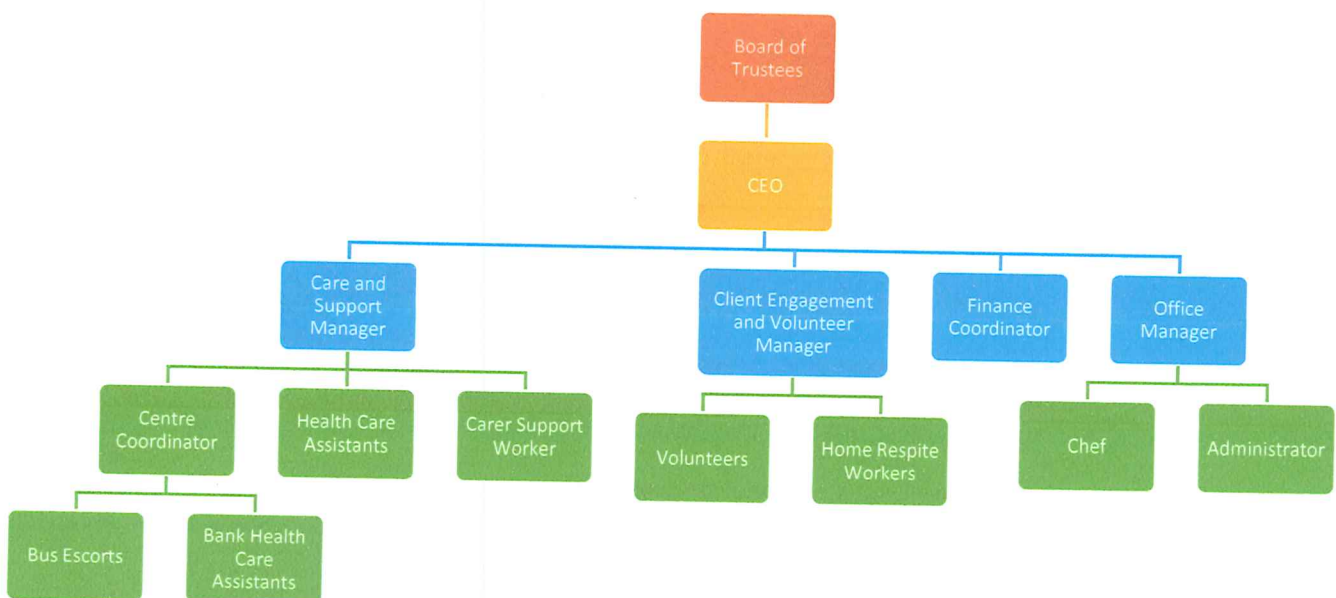 Board of
Trustees
CEO
Care and
Support
Manager
Client Engagement
and Volunteer
Manager
Finance
Coordinator
Office
Manager
Centre
Coordinator
Health Care
Assistants
Carer Support
Worker
Volunteers
Home Respite
Workers
Chef
Administrator
Bus Escorts
Bank Health
Care
Assistants